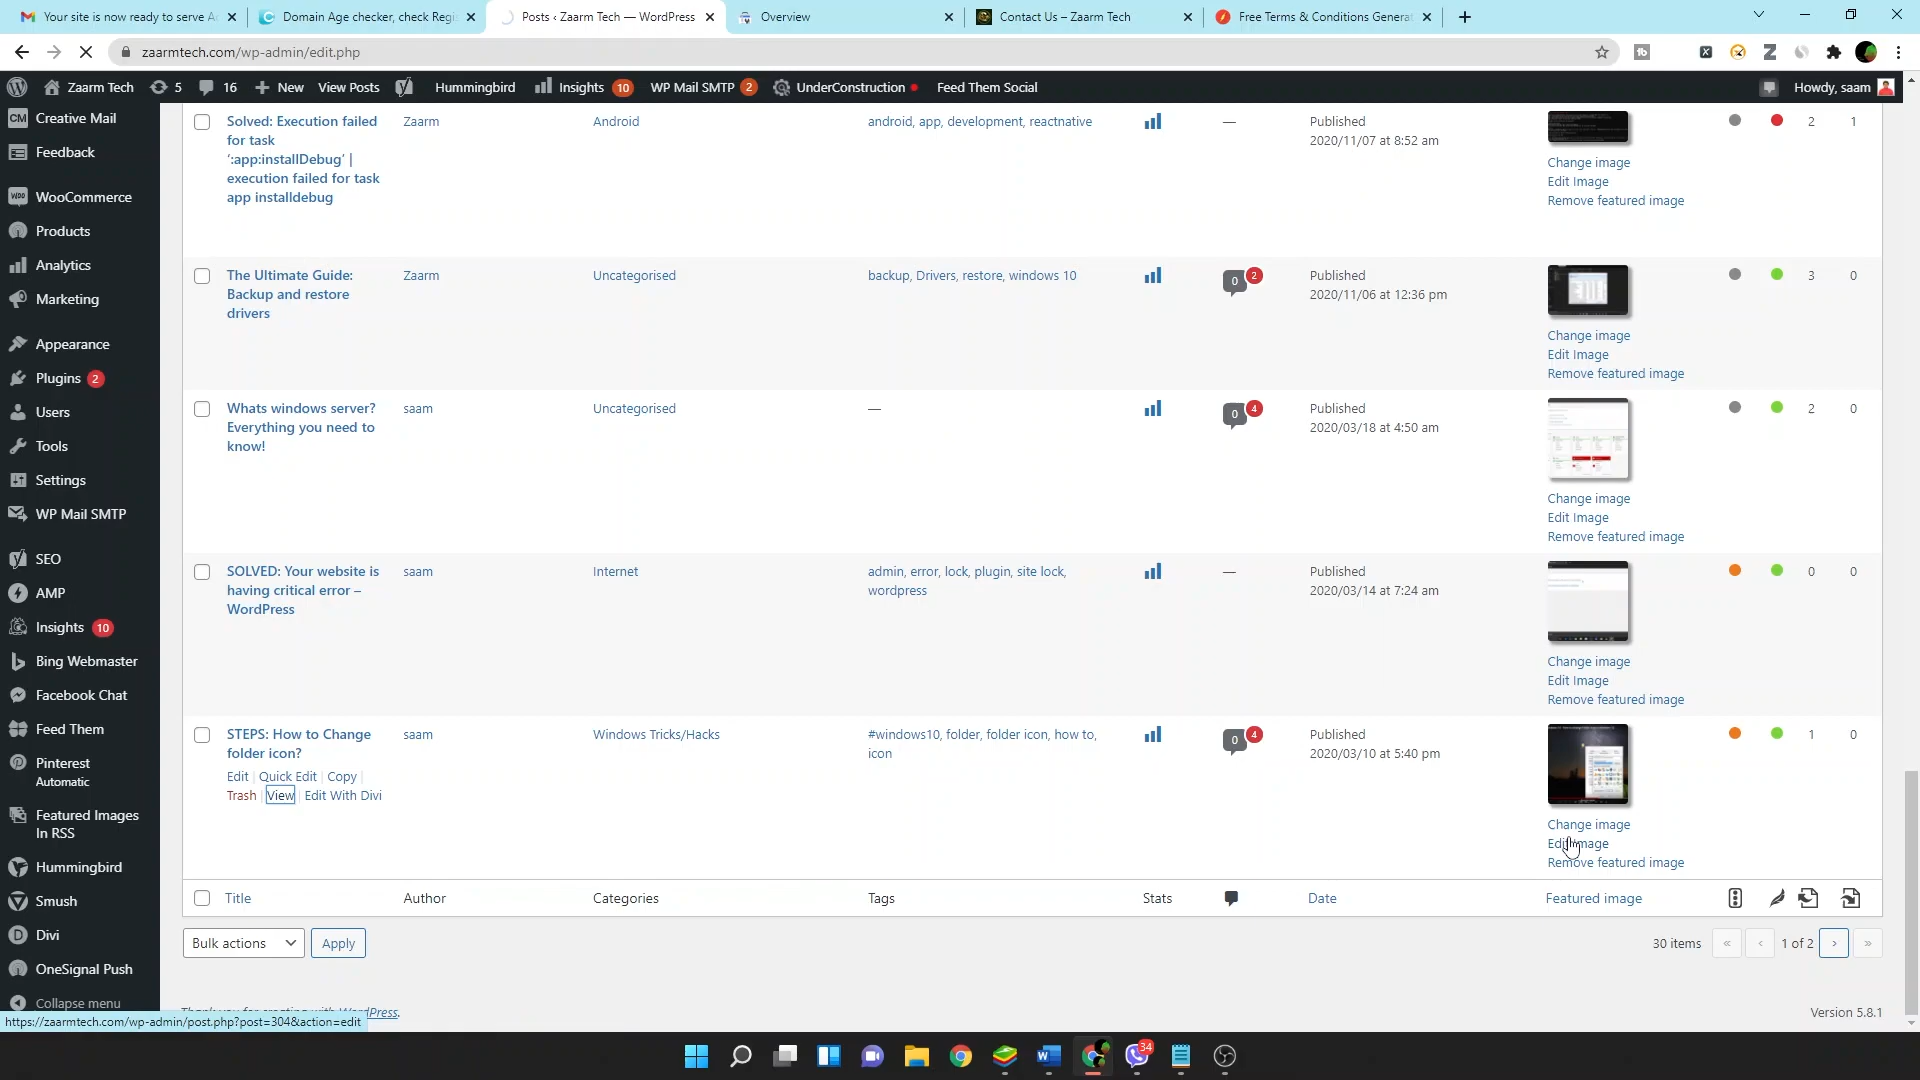 Your site is now ready to serve A
Domain Age checker, check Regi
Posts ‹ Zaarm Tech — WordPress
Overview
Contact Us – Zaarm Tech
Free Terms & Conditions Generat
zaarmtech.com/wp-admin/edit.php
Zaarm Tech 5 16 New View Posts Hummingbird Insights 10 WP Mail SMTP 2 UnderConstruction Feed Them Social Howdy, saam
Creative Mail
Feedback
WooCommerce
Products
Analytics
Marketing
Appearance
Plugins 2
Users
Tools
Settings
WP Mail SMTP
SEO
AMP
Insights 10
Bing Webmaster
Facebook Chat
Feed Them
Pinterest
Automatic
Featured Images
In RSS
Hummingbird
Smush
Divi
OneSignal Push
Collapse menu
Solved: Execution failed
for task
‘:app:installDebug’ |
execution failed for task
app installdebug
Zaarm
Android
android, app, development, reactnative
—
Published
2020/11/07 at 8:52 am
Change image
Edit Image
Remove featured image
2 1
The Ultimate Guide:
Backup and restore
drivers
Zaarm
Uncategorised
backup, Drivers, restore, windows 10
0 2
Published
2020/11/06 at 12:36 pm
Change image
Edit Image
Remove featured image
3 0
Whats windows server?
Everything you need to
know!
saam
Uncategorised
—
0 4
Published
2020/03/18 at 4:50 am
Change image
Edit Image
Remove featured image
2 0
SOLVED: Your website is
having critical error –
WordPress
saam
Internet
admin, error, lock, plugin, site lock,
wordpress
—
Published
2020/03/14 at 7:24 am
Change image
Edit Image
Remove featured image
0 0
STEPS: How to Change
folder icon?
Edit | Quick Edit | Copy |
Trash | View | Edit With Divi
saam
Windows Tricks/Hacks
#windows10, folder, folder icon, how to,
icon
0 4
Published
2020/03/10 at 5:40 pm
Change image
Edit Image
Remove featured image
1 0
Title Author Categories Tags Stats Date Featured image
Bulk actions Apply
30 items « ‹ 1 of 2 › »
Thank you for creating with WordPress.
Version 5.8.1
https://zaarmtech.com/wp-admin/post.php?post=304&action=edit
34